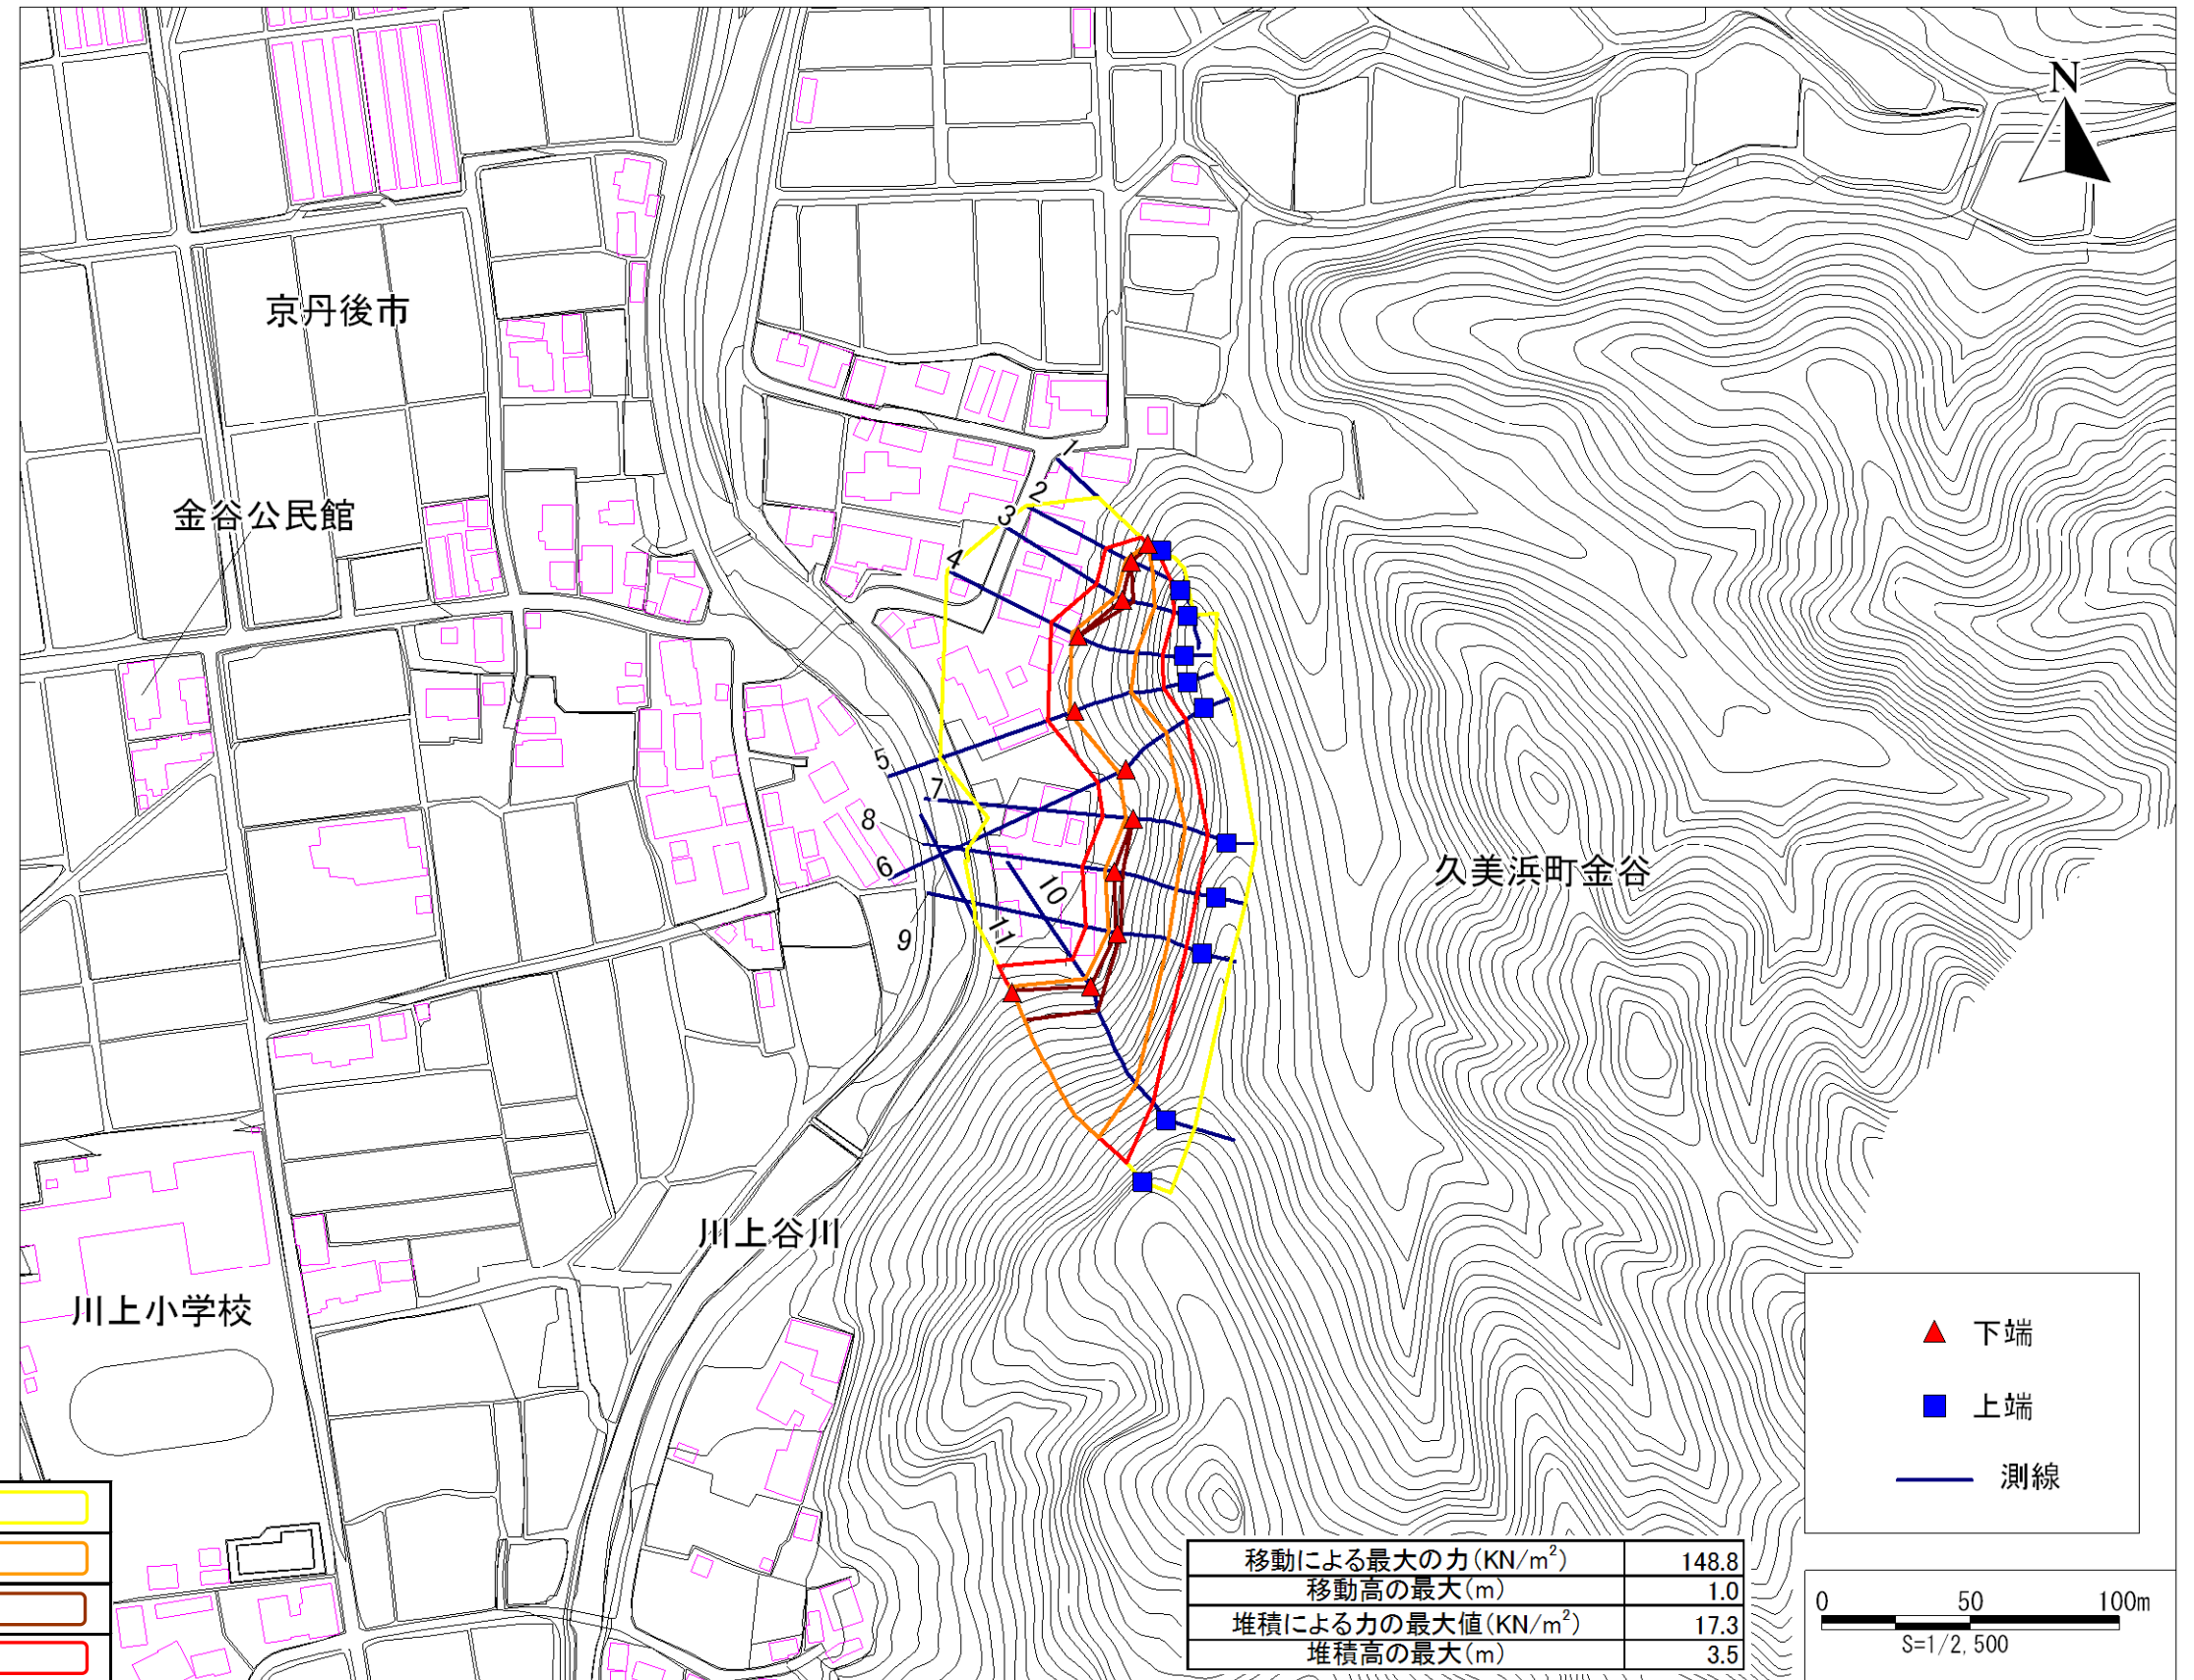 N
京丹後市
金谷公民館
1
2
3
4
5
7
8
6
9
10
11
久美浜町金谷
川上谷川
川上小学校
下端
上端
測線
移動による最大の力(KN/m²) 148.8
移動高の最大(m) 1.0
堆積による力の最大値(KN/m²) 17.3
堆積高の最大(m) 3.5
0 50 100m
S=1/2,500